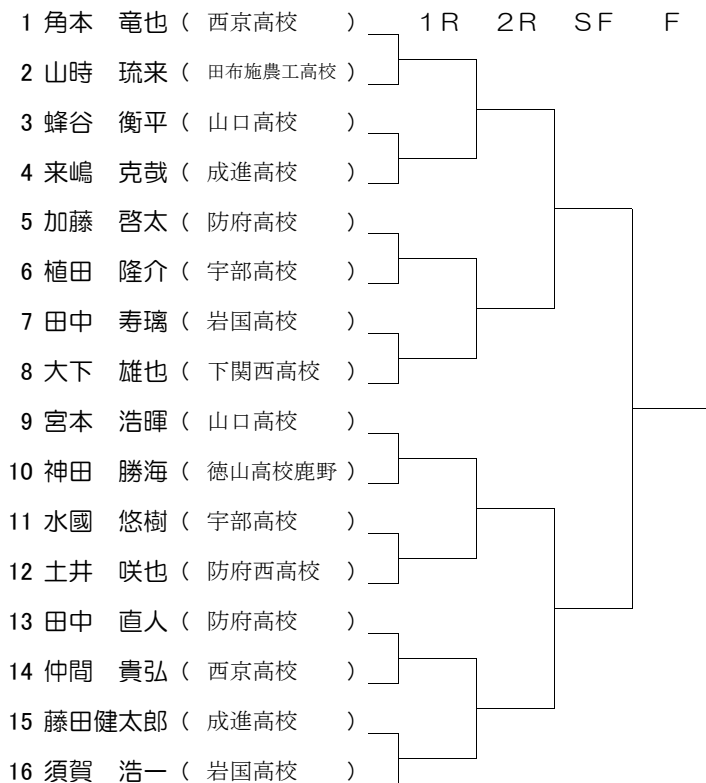 1 角本　竜也 ( 西京高校 ) 1R 2R SF F
2 山時　琉来 ( 田布施農工高校 )
3 蜂谷　衡平 ( 山口高校 )
4 来嶋　克哉 ( 成進高校 )
5 加藤　啓太 ( 防府高校 )
6 植田　隆介 ( 宇部高校 )
7 田中　寿璃 ( 岩国高校 )
8 大下　雄也 ( 下関西高校 )
9 宮本　浩暉 ( 山口高校 )
10 神田　勝海 ( 徳山高校鹿野 )
11 水國　悠樹 ( 宇部高校 )
12 土井　咲也 ( 防府西高校 )
13 田中　直人 ( 防府高校 )
14 仲間　貴弘 ( 西京高校 )
15 藤田健太郎 ( 成進高校 )
16 須賀　浩一 ( 岩国高校 )